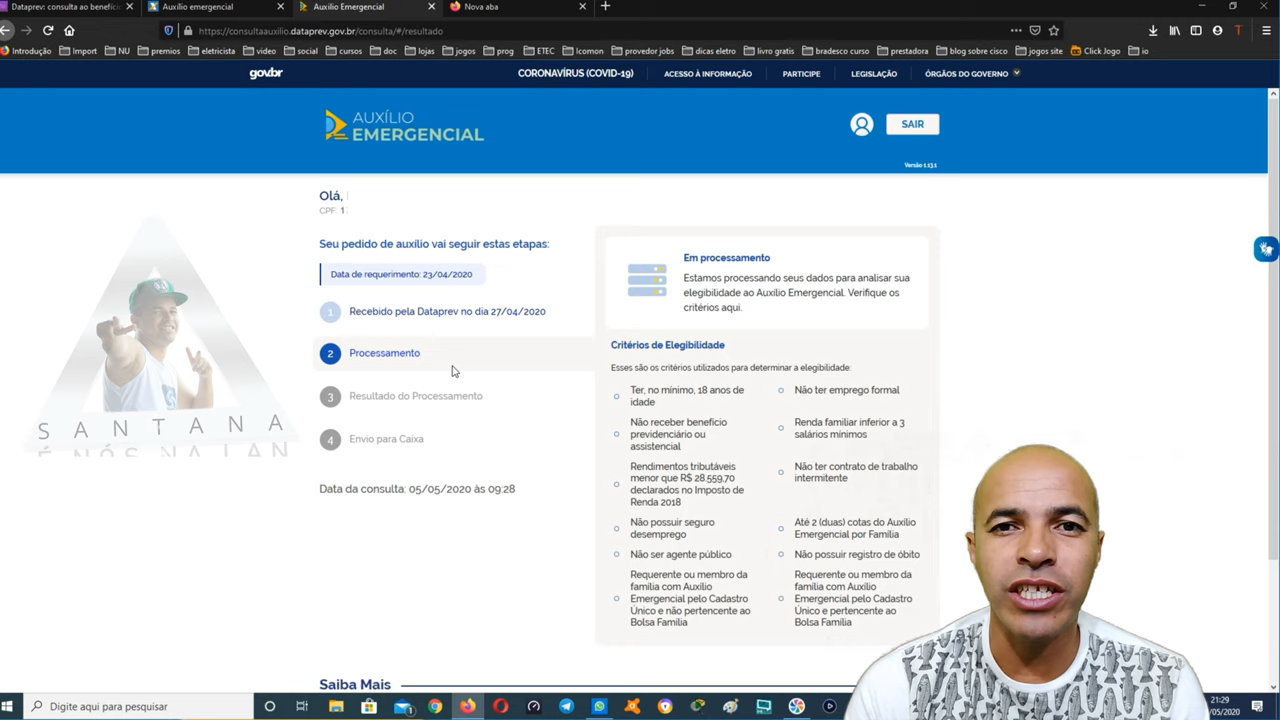 Dataprev: consulta ao benefíc
Auxílio emergencial
Auxílio Emergencial
Nova aba
https://consultaauxilio.dataprev.gov.br/consulta/#/resultado
Introdução
Import
NU
premios
eletricista
video
social
cursos
doc
lojas
jogos
prog
ETEC
Icomon
provedor jobs
dicas eletro
livro gratis
bradesco curso
prestadora
blog sobre cisco
jogos site
Click Jogo
io
govbr
CORONAVÍRUS (COVID-19)
ACESSO À INFORMAÇÃO
PARTICIPE
LEGISLAÇÃO
ÓRGÃOS DO GOVERNO
AUXÍLIO
EMERGENCIAL
SAIR
Versão 1.13.1
Olá,
CPF: 1
Seu pedido de auxílio vai seguir estas etapas:
Data de requerimento: 23/04/2020
1 Recebido pela Dataprev no dia 27/04/2020
2 Processamento
3 Resultado do Processamento
4 Envio para Caixa
Data da consulta: 05/05/2020 às 09:28
Em processamento
Estamos processando seus dados para analisar sua
elegibilidade ao Auxílio Emergencial. Verifique os
critérios aqui.
Critérios de Elegibilidade
Esses são os critérios utilizados para determinar a elegibilidade:
Ter, no mínimo, 18 anos de
idade
Não ter emprego formal
Não receber benefício
previdenciário ou
assistencial
Renda familiar inferior a 3
salários mínimos
Rendimentos tributáveis
menor que R$ 28.559,70
declarados no Imposto de
Renda 2018
Não ter contrato de trabalho
intermitente
Não possuir seguro
desemprego
Até 2 (duas) cotas do Auxílio
Emergencial por Família
Não ser agente público
Não possuir registro de óbito
Requerente ou membro da
família com Auxílio
Emergencial pelo Cadastro
Único e não pertencente ao
Bolsa Família
Requerente ou membro da
família com Auxílio
Emergencial pelo Cadastro
Único e pertencente ao
Bolsa Família
SANTANA
É NÓS NA LAN
Saiba Mais
Digite aqui para pesquisar
21:29
/05/2020